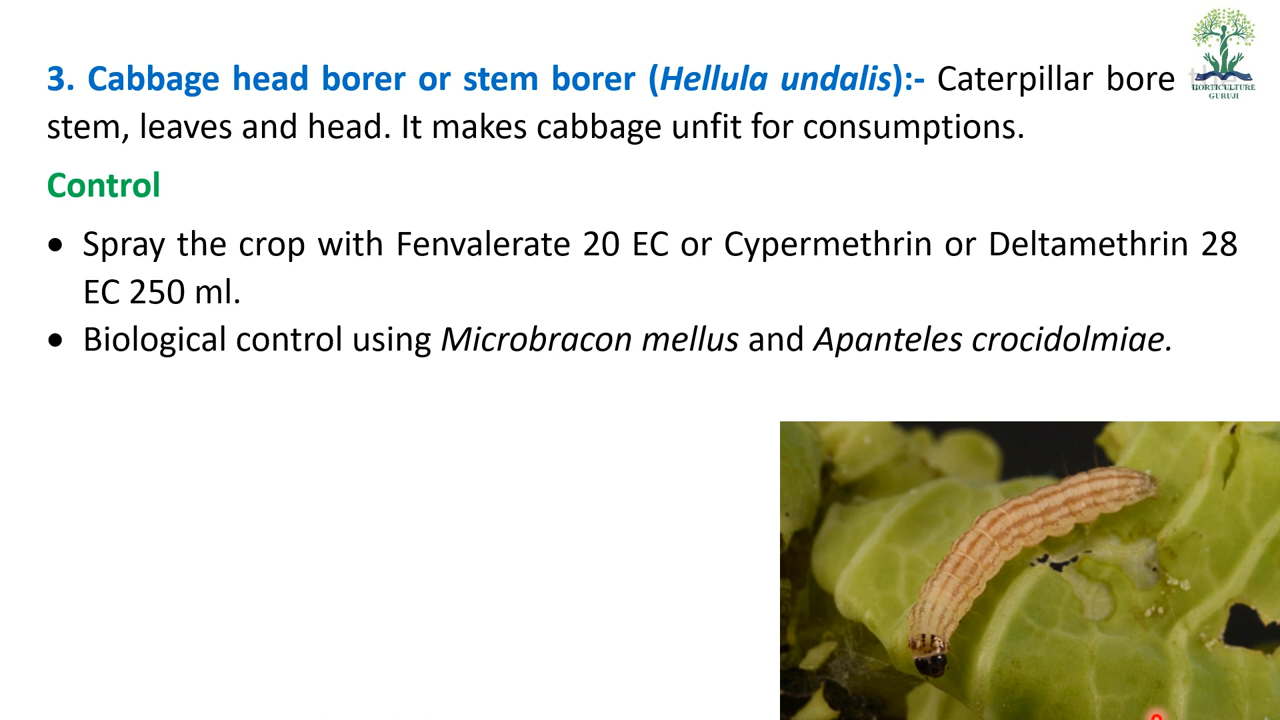 3. Cabbage head borer or stem borer (Hellula undalis):- Caterpillar bore
stem, leaves and head. It makes cabbage unfit for consumptions.
Control
• Spray the crop with Fenvalerate 20 EC or Cypermethrin or Deltamethrin 28
EC 250 ml.
• Biological control using Microbracon mellus and Apanteles crocidolmiae.
HORTICULTURE
GURUJI